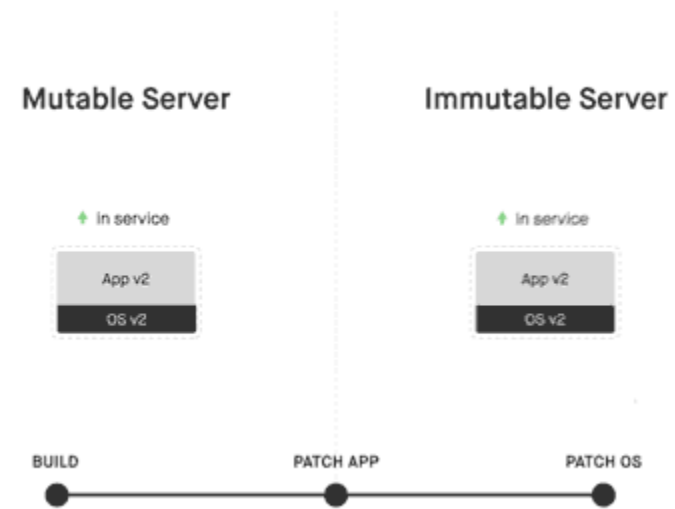 Mutable Server
Immutable Server
In service
In service
App v2
App v2
OS v2
OS v2
BUILD
PATCH APP
PATCH OS